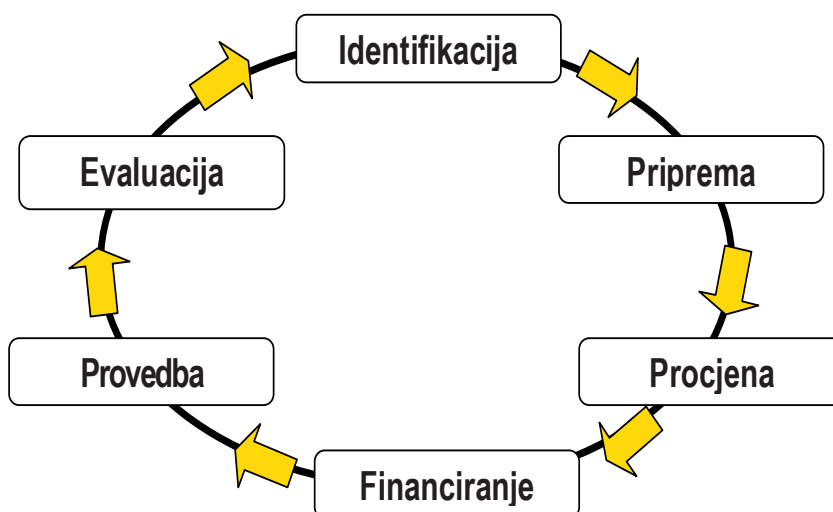 Identifikacija
Priprema
Procjena
Financiranje
Provedba
Evaluacija